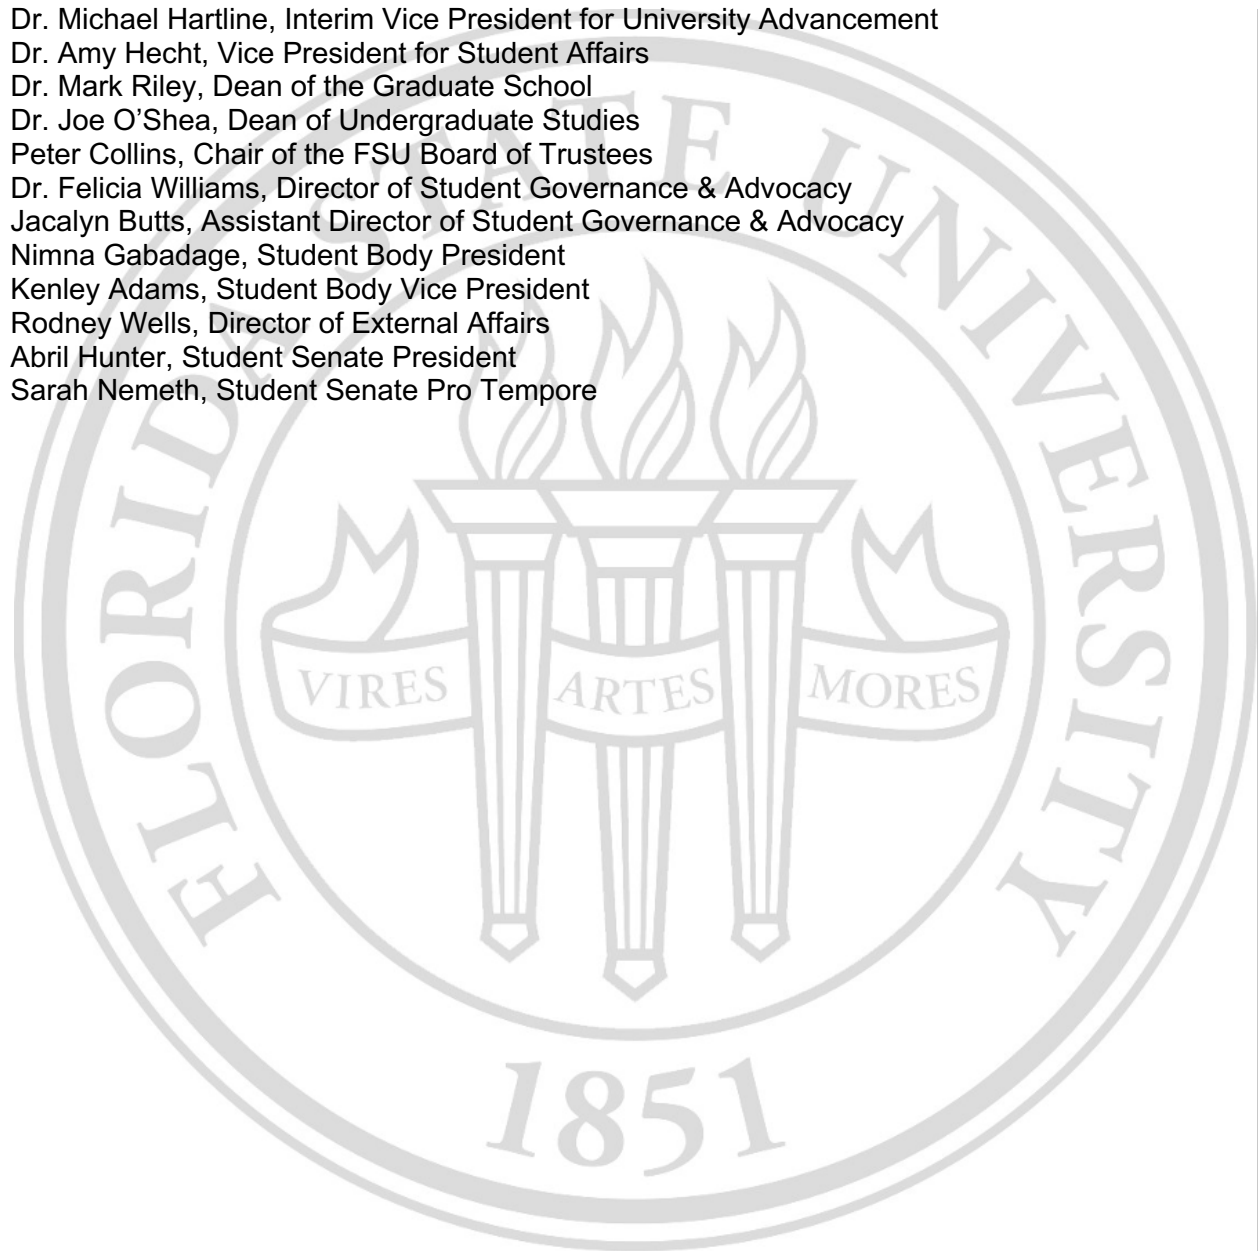 Dr. Michael Hartline, Interim Vice President for University Advancement
Dr. Amy Hecht, Vice President for Student Affairs
Dr. Mark Riley, Dean of the Graduate School
Dr. Joe O’Shea, Dean of Undergraduate Studies
Peter Collins, Chair of the FSU Board of Trustees
Dr. Felicia Williams, Director of Student Governance & Advocacy
Jacalyn Butts, Assistant Director of Student Governance & Advocacy
Nimna Gabadage, Student Body President
Kenley Adams, Student Body Vice President
Rodney Wells, Director of External Affairs
Abril Hunter, Student Senate President
Sarah Nemeth, Student Senate Pro Tempore
FLORIDA STATE UNIVERSITY
VIRES ARTES MORES
1851